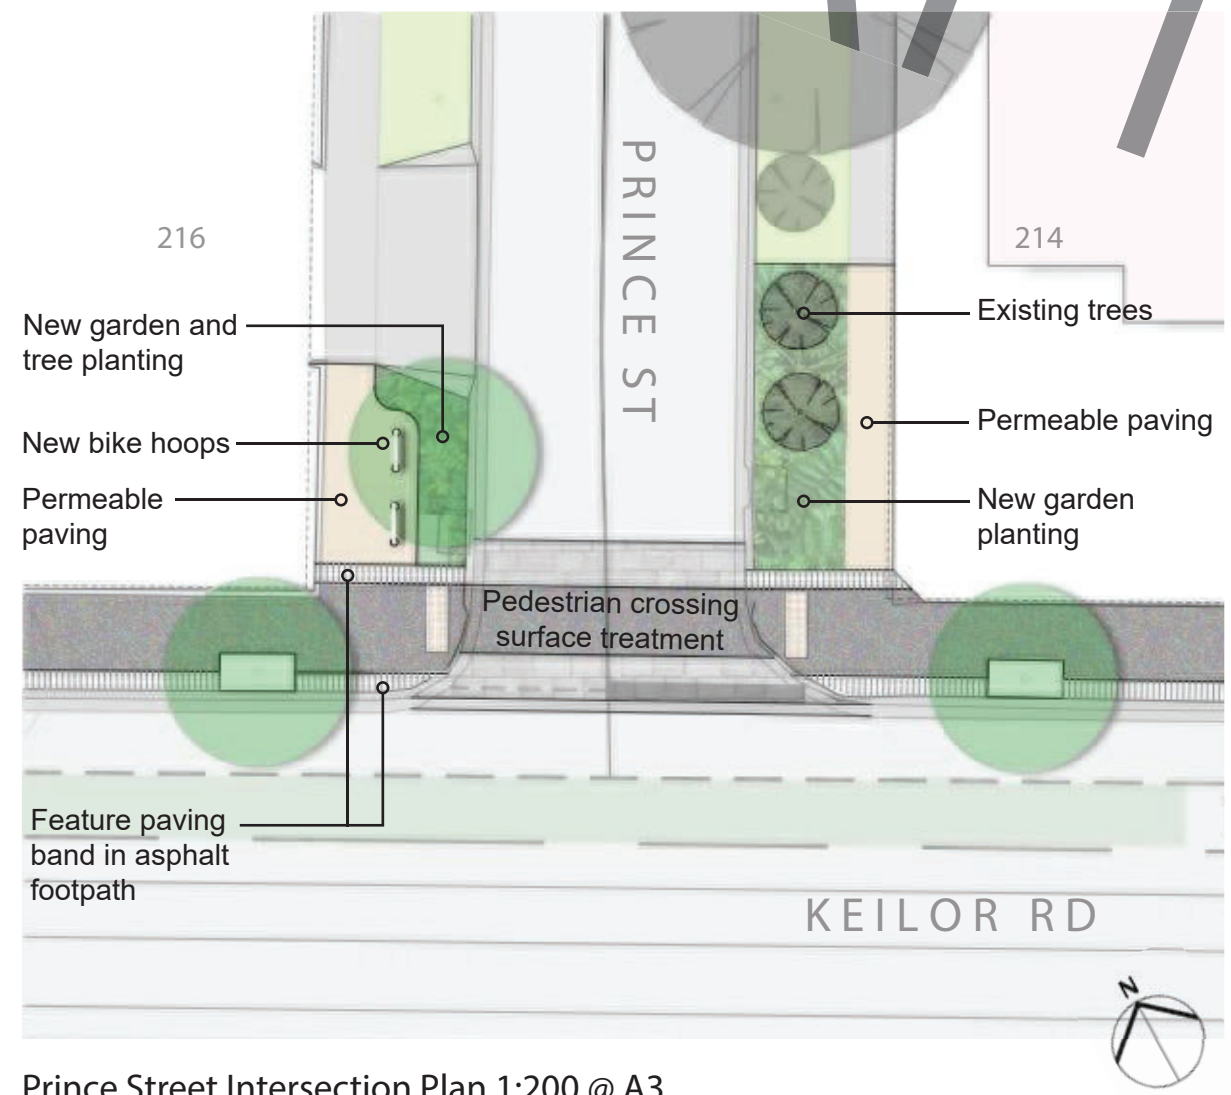 PRINCE ST
216
214
New garden and
tree planting
New bike hoops
Permeable
paving
Existing trees
Permeable paving
New garden
planting
Pedestrian crossing
surface treatment
Feature paving
band in asphalt
footpath
KEILOR RD
N
Prince Street Intersection Plan 1:200 @ A3